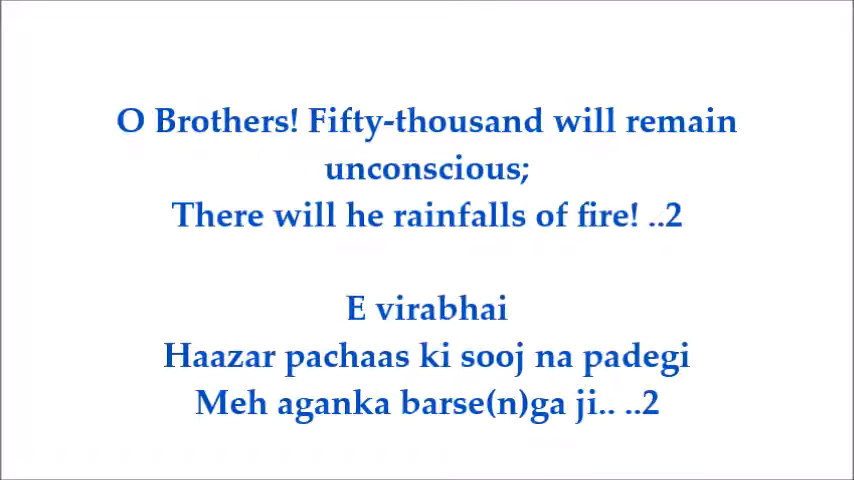 O Brothers! Fifty-thousand will remain
unconscious;
There will he rainfalls of fire! ..2
E virabhai
Haazar pachaas ki sooj na padegi
Meh aganka barse(n)ga ji.. ..2